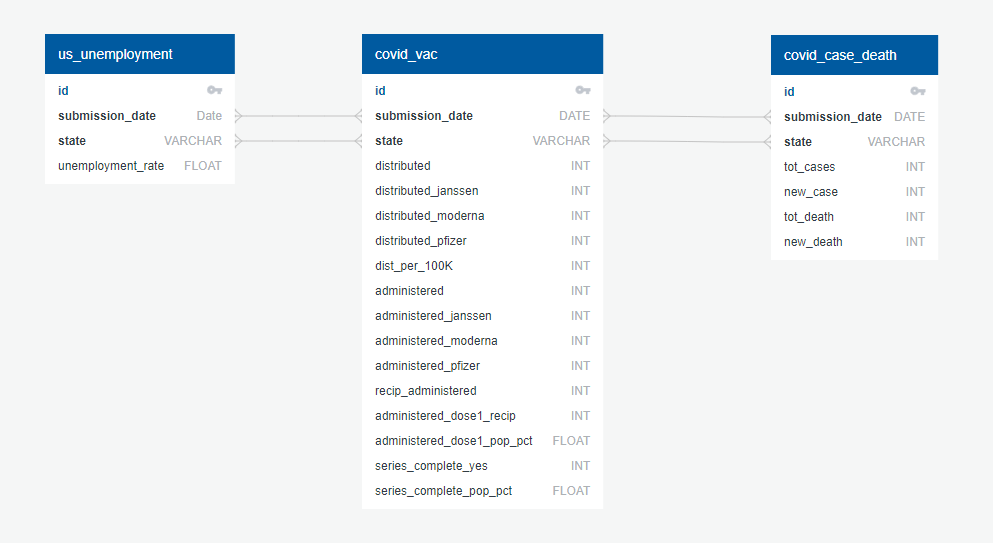 us_unemployment
id
submission_date Date
state VARCHAR
unemployment_rate FLOAT
covid_vac
id
submission_date DATE
state VARCHAR
distributed INT
distributed_janssen INT
distributed_moderna INT
distributed_pfizer INT
dist_per_100K INT
administered INT
administered_janssen INT
administered_moderna INT
administered_pfizer INT
recip_administered INT
administered_dose1_recip INT
administered_dose1_pop_pct FLOAT
series_complete_yes INT
series_complete_pop_pct FLOAT
covid_case_death
id
submission_date DATE
state VARCHAR
tot_cases INT
new_case INT
tot_death INT
new_death INT